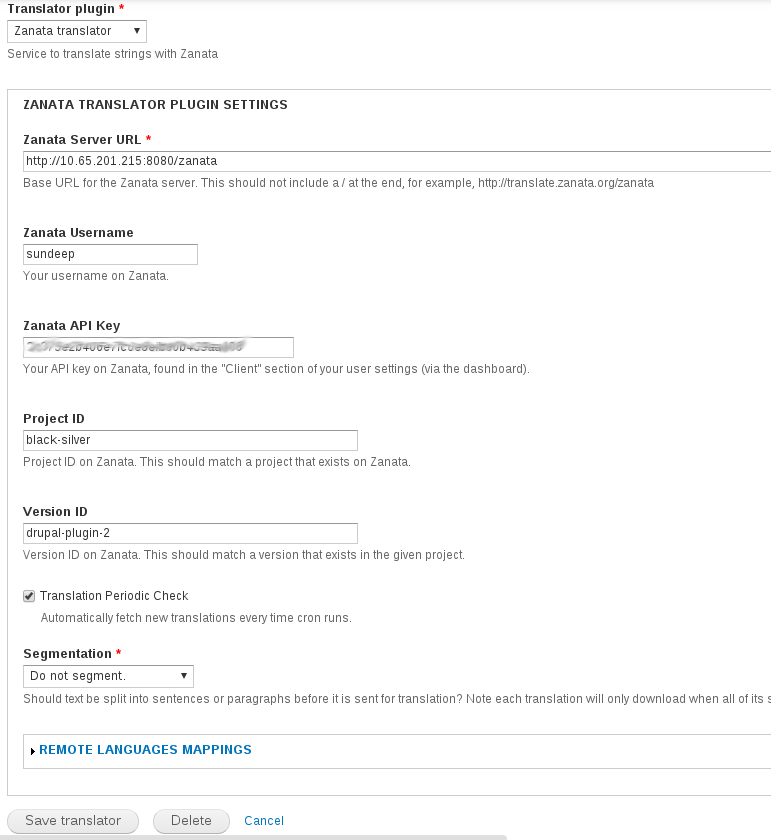 Translator plugin *
Zanata translator
Service to translate strings with Zanata
ZANATA TRANSLATOR PLUGIN SETTINGS
Zanata Server URL *
http://10.65.201.215:8080/zanata
Base URL for the Zanata server. This should not include a / at the end, for example, http://translate.zanata.org/zanata
Zanata Username
sundeep
Your username on Zanata.
Zanata API Key
Your API key on Zanata, found in the "Client" section of your user settings (via the dashboard).
Project ID
black-silver
Project ID on Zanata. This should match a project that exists on Zanata.
Version ID
drupal-plugin-2
Version ID on Zanata. This should match a version that exists in the given project.
Translation Periodic Check
Automatically fetch new translations every time cron runs.
Segmentation *
Do not segment.
Should text be split into sentences or paragraphs before it is sent for translation? Note each translation will only download when all of its
REMOTE LANGUAGES MAPPINGS
Save translator
Delete
Cancel